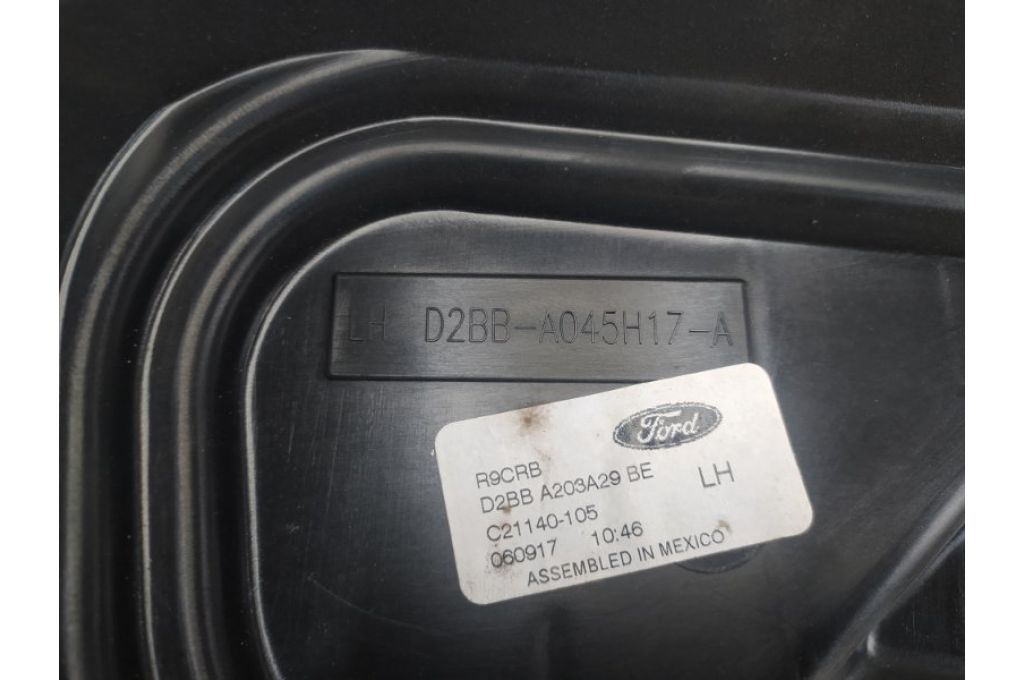 LH D2BB-A045H17-A
Ford
R9CRB
D2BB A203A29 BE LH
C21140-105
060917 10:46
ASSEMBLED IN MEXICO